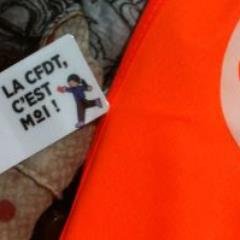 LA CFDT,
C'EST
MOI !